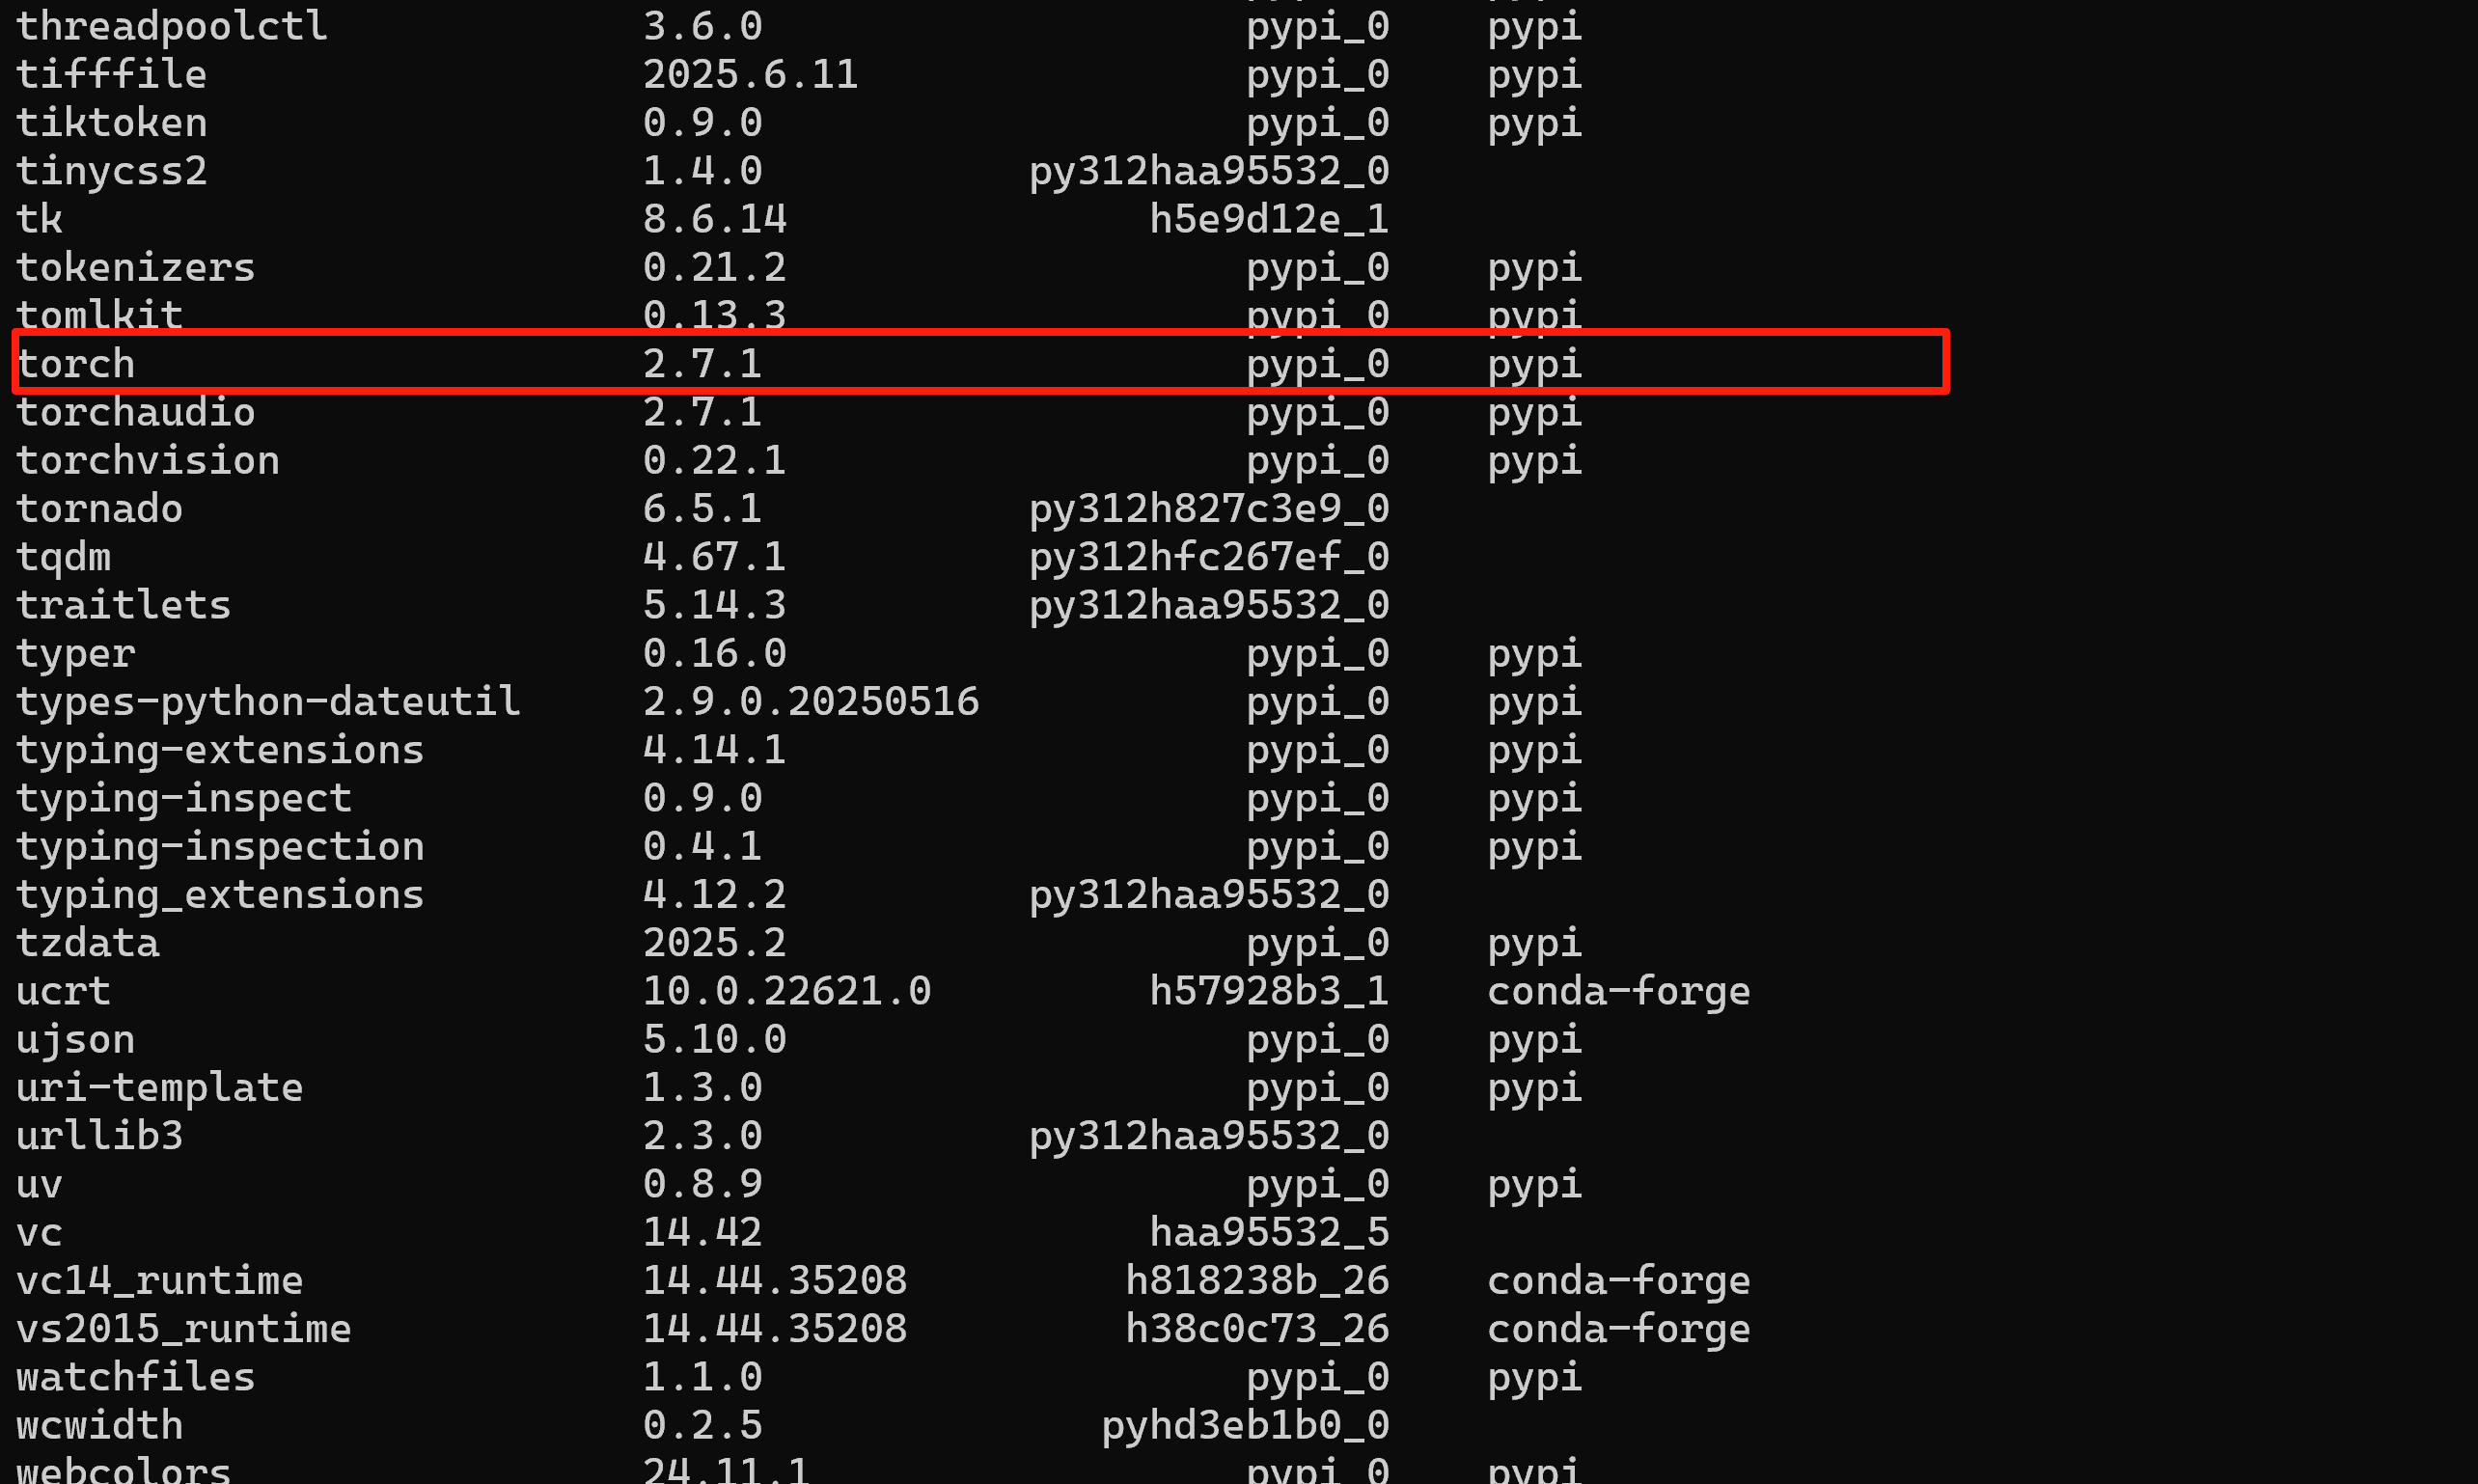 threadpoolctl 3.6.0 pypi_0 pypi
tifffile 2025.6.11 pypi_0 pypi
tiktoken 0.9.0 pypi_0 pypi
tinycss2 1.4.0 py312haa95532_0
tk 8.6.14 h5e9d12e_1
tokenizers 0.21.2 pypi_0 pypi
tomlkit 0.13.3 pypi_0 pypi
torch 2.7.1 pypi_0 pypi
torchaudio 2.7.1 pypi_0 pypi
torchvision 0.22.1 pypi_0 pypi
tornado 6.5.1 py312h827c3e9_0
tqdm 4.67.1 py312hfc267ef_0
traitlets 5.14.3 py312haa95532_0
typer 0.16.0 pypi_0 pypi
types-python-dateutil 2.9.0.20250516 pypi_0 pypi
typing-extensions 4.14.1 pypi_0 pypi
typing-inspect 0.9.0 pypi_0 pypi
typing-inspection 0.4.1 pypi_0 pypi
typing_extensions 4.12.2 py312haa95532_0
tzdata 2025.2 pypi_0 pypi
ucrt 10.0.22621.0 h57928b3_1 conda-forge
ujson 5.10.0 pypi_0 pypi
uri-template 1.3.0 pypi_0 pypi
urllib3 2.3.0 py312haa95532_0
uv 0.8.9 pypi_0 pypi
vc 14.42 haa95532_5
vc14_runtime 14.44.35208 h818238b_26 conda-forge
vs2015_runtime 14.44.35208 h38c0c73_26 conda-forge
watchfiles 1.1.0 pypi_0 pypi
wcwidth 0.2.5 pyhd3eb1b0_0
webcolors 24.11.1 pypi_0 pypi